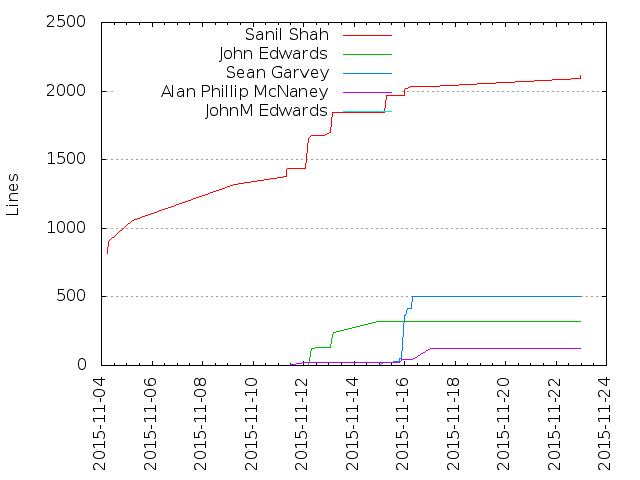 2500
2000
1500
1000
500
0
Lines
Sanil Shah
John Edwards
Sean Garvey
Alan Phillip McNaney
JohnM Edwards
2015-11-04
2015-11-06
2015-11-08
2015-11-10
2015-11-12
2015-11-14
2015-11-16
2015-11-18
2015-11-20
2015-11-22
2015-11-24